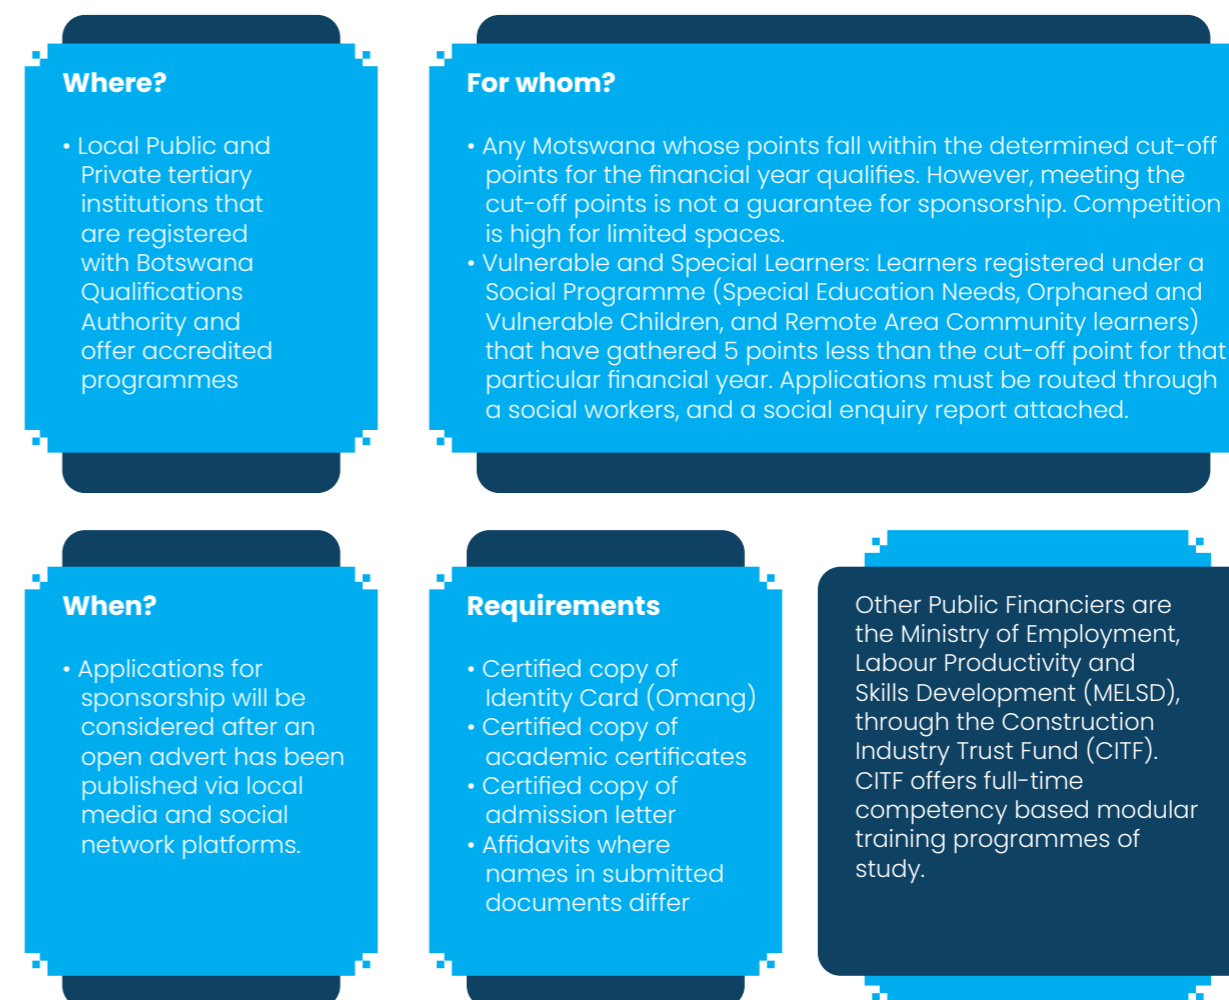 Where?
• Local Public and
Private tertiary
institutions that
are registered
with Botswana
Qualifications
Authority and
offer accredited
programmes
For whom?
• Any Motswana whose points fall within the determined cut-off
points for the financial year qualifies. However, meeting the
cut-off points is not a guarantee for sponsorship. Competition
is high for limited spaces.
• Vulnerable and Special Learners: Learners registered under a
Social Programme (Special Education Needs, Orphaned and
Vulnerable Children, and Remote Area Community learners)
that have gathered 5 points less than the cut-off point for that
particular financial year. Applications must be routed through
a social workers, and a social enquiry report attached.
When?
• Applications for
sponsorship will be
considered after an
open advert has been
published via local
media and social
network platforms.
Requirements
• Certified copy of
Identity Card (Omang)
• Certified copy of
academic certificates
• Certified copy of
admission letter
• Affidavits where
names in submitted
documents differ
Other Public Financiers are
the Ministry of Employment,
Labour Productivity and
Skills Development (MELSD),
through the Construction
Industry Trust Fund (CITF).
CITF offers full-time
competency based modular
training programmes of
study.